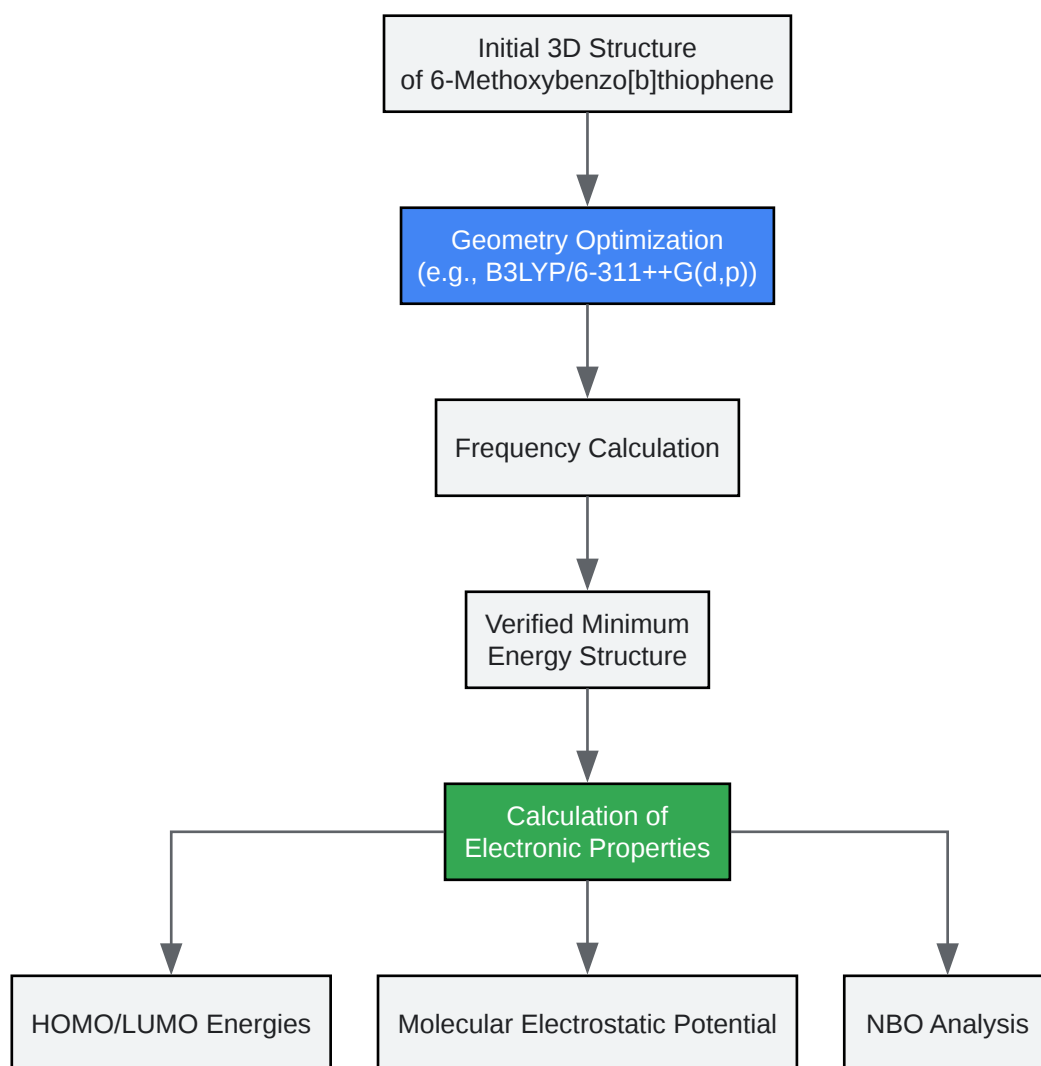 Initial 3D Structure
of 6-Methoxybenzo[b]thiophene
Geometry Optimization
(e.g., B3LYP/6-311++G(d,p))
Frequency Calculation
Verified Minimum
Energy Structure
Calculation of
Electronic Properties
HOMO/LUMO Energies
Molecular Electrostatic Potential
NBO Analysis